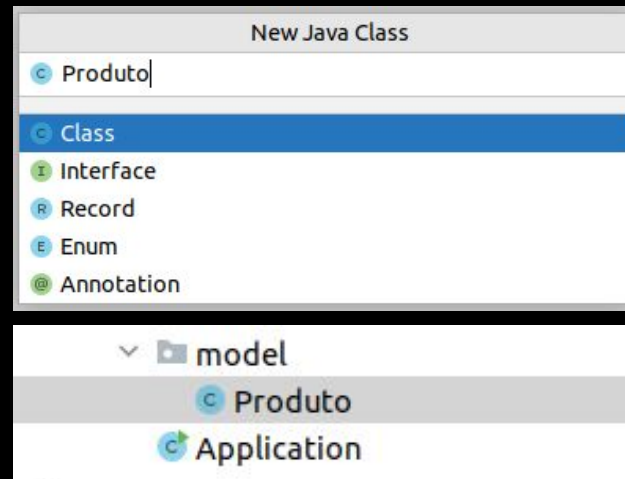 New Java Class
C Produto
C Class
I Interface
R Record
E Enum
@ Annotation
model
C Produto
C Application